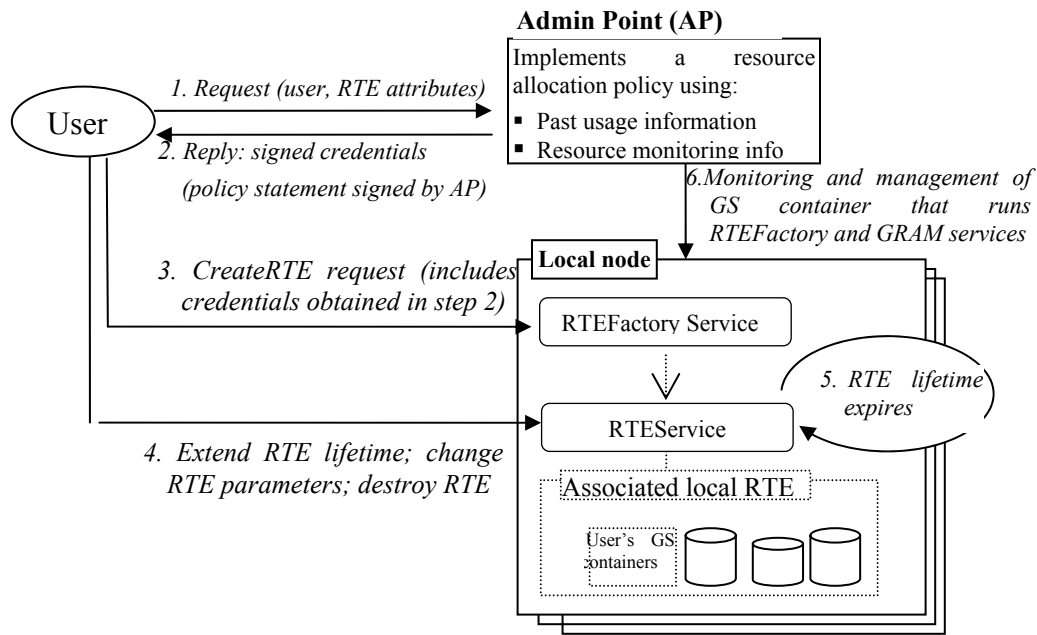 Admin Point (AP)
Implements a resource
allocation policy using:
▪ Past usage information
▪ Resource monitoring info
1. Request (user, RTE attributes)
User
2. Reply: signed credentials
(policy statement signed by AP)
6.Monitoring and management of
GS container that runs
RTEFactory and GRAM services
3. CreateRTE request (includes
credentials obtained in step 2)
Local node
RTEFactory Service
5. RTE lifetime
expires
RTEService
4. Extend RTE lifetime; change
RTE parameters; destroy RTE
Associated local RTE
User's GS
containers